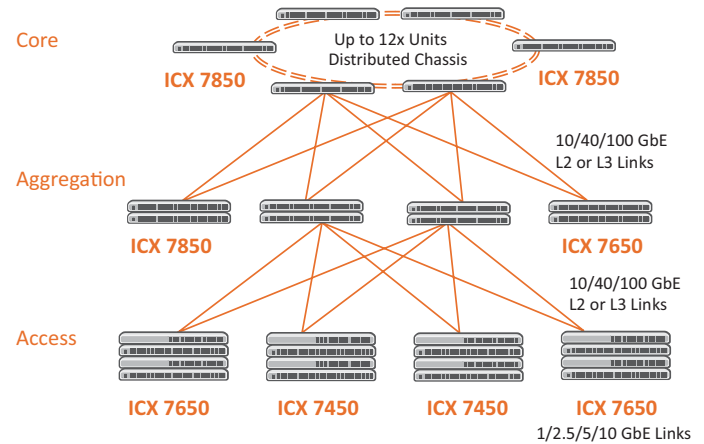 Core
Up to 12x Units
Distributed Chassis
ICX 7850
ICX 7850
10/40/100 GbE
L2 or L3 Links
Aggregation
ICX 7850
ICX 7650
10/40/100 GbE
L2 or L3 Links
Access
ICX 7650
ICX 7450
ICX 7450
ICX 7650
1/2.5/5/10 GbE Links